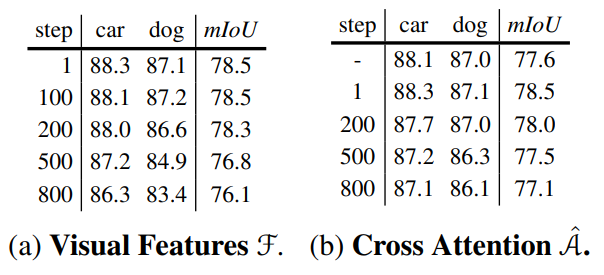 step car dog mIoU
1 88.3 87.1 78.5
100 88.1 87.2 78.5
200 88.0 86.6 78.3
500 87.2 84.9 76.8
800 86.3 83.4 76.1
(a) Visual Features ℱ.
step car dog mIoU
- 88.1 87.0 77.6
1 88.3 87.1 78.5
200 87.7 87.0 78.0
500 87.2 86.3 77.5
800 87.1 86.1 77.1
(b) Cross Attention 𝒜̂.